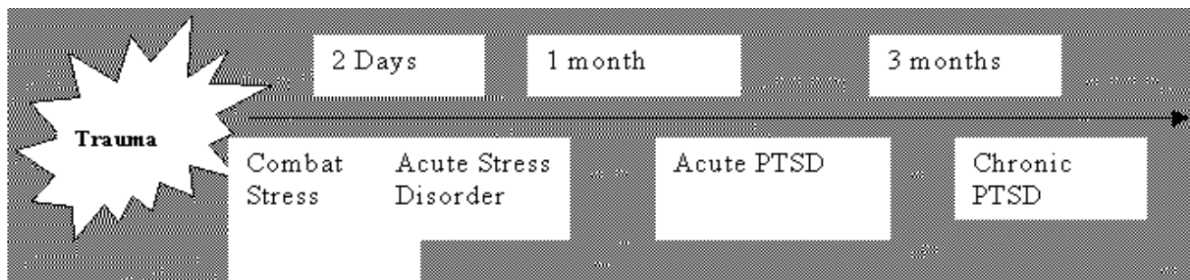 2 Days
1 month
3 months
Trauma
Combat
Stress
Acute Stress
Disorder
Acute PTSD
Chronic
PTSD